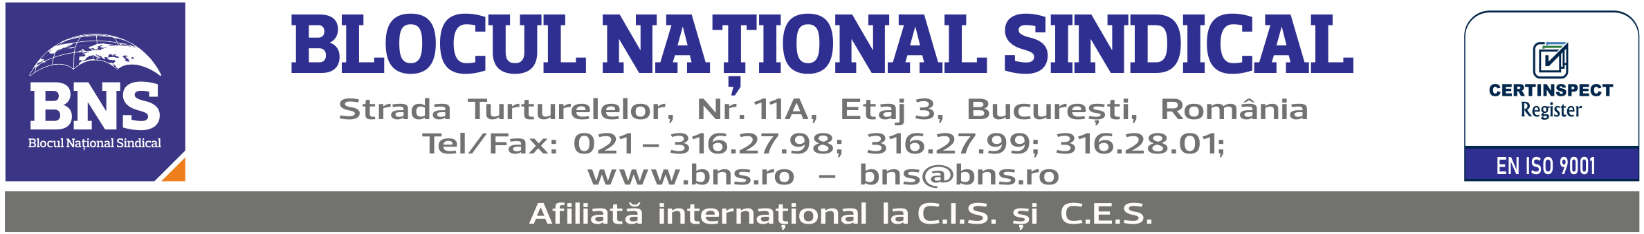 BNS
Blocul Național Sindical
BLOCUL NAȚIONAL SINDICAL
Strada Turturelelor, Nr. 11A, Etaj 3, București, România
Tel/Fax: 021 – 316.27.98; 316.27.99; 316.28.01;
www.bns.ro – bns@bns.ro
Afiliată internațional la C.I.S. și C.E.S.
CERTINSPECT
Register
EN ISO 9001